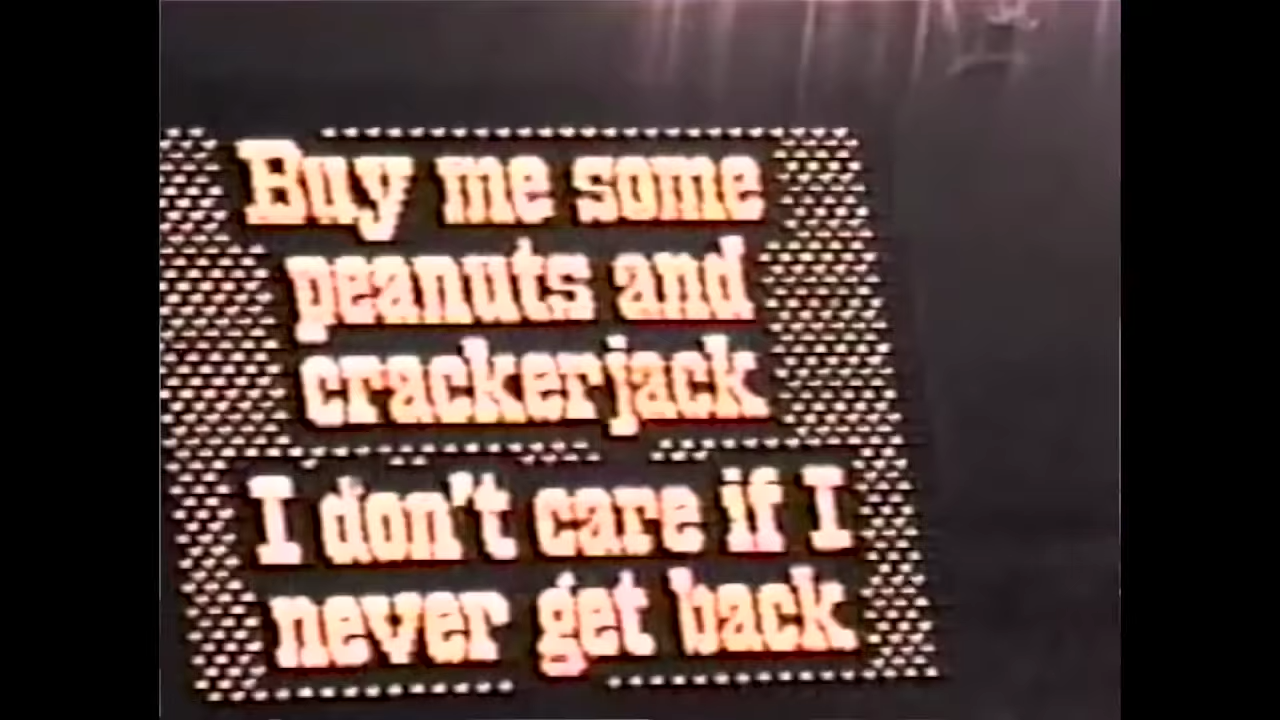 Buy me some
peanuts and
crackerjack
I don't care if I
never get back